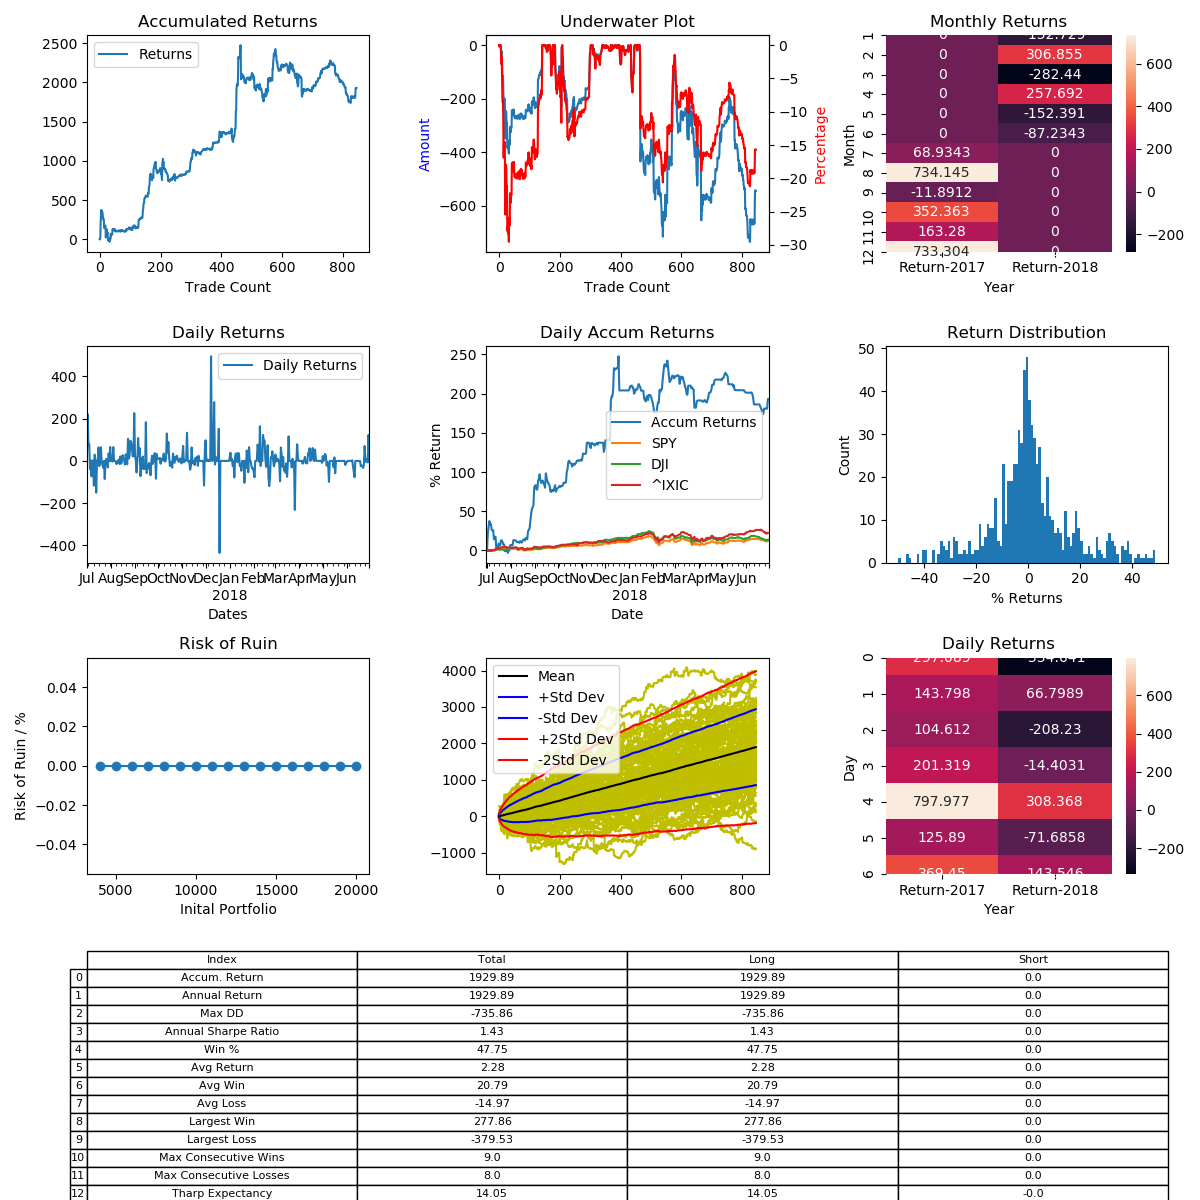 Accumulated Returns
Returns
2500
2000
1500
1000
500
0
0 200 400 600 800
Trade Count
Underwater Plot
Amount
0
−200
−400
−600
0
−5
−10
−15
−20
−25
−30
Percentage
0 200 400 600 800
Trade Count
Monthly Returns
Month
1 0
2 0 306.855
3 0 -282.44
4 0 257.692
5 0 -152.391
6 0 -87.2343
7 68.9343 0
8 734.145 0
9 -11.8912 0
10 352.363 0
11 163.28 0
12 733.304 0
Return-2017 Return-2018
Year
600
400
200
0
−200
Daily Returns
Daily Returns
400
200
0
−200
−400
Jul Aug Sep Oct Nov Dec Jan Feb Mar Apr May Jun
2018
Dates
Daily Accum Returns
% Return
250
200
150
100
50
0
Accum Returns
SPY
DJI
^IXIC
Jul Aug Sep Oct Nov Dec Jan Feb Mar Apr May Jun
2018
Date
Return Distribution
Count
50
40
30
20
10
0
−40 −20 0 20 40
% Returns
Risk of Ruin
Risk of Ruin / %
0.04
0.02
0.00
−0.02
−0.04
5000 10000 15000 20000
Inital Portfolio
4000
3000
2000
1000
0
−1000
Mean
+Std Dev
-Std Dev
+2Std Dev
-2Std Dev
0 200 400 600 800
Daily Returns
Day
0
1 143.798 66.7989
2 104.612 -208.23
3 201.319 -14.4031
4 797.977 308.368
5 125.89 -71.6858
6 369.45 143.546
Return-2017 Return-2018
Year
600
400
200
0
−200
Index Total Long Short
0 Accum. Return 1929.89 1929.89 0.0
1 Annual Return 1929.89 1929.89 0.0
2 Max DD -735.86 -735.86 0.0
3 Annual Sharpe Ratio 1.43 1.43 0.0
4 Win % 47.75 47.75 0.0
5 Avg Return 2.28 2.28 0.0
6 Avg Win 20.79 20.79 0.0
7 Avg Loss -14.97 -14.97 0.0
8 Largest Win 277.86 277.86 0.0
9 Largest Loss -379.53 -379.53 0.0
10 Max Consecutive Wins 9.0 9.0 0.0
11 Max Consecutive Losses 8.0 8.0 0.0
12 Tharp Expectancy 14.05 14.05 -0.0